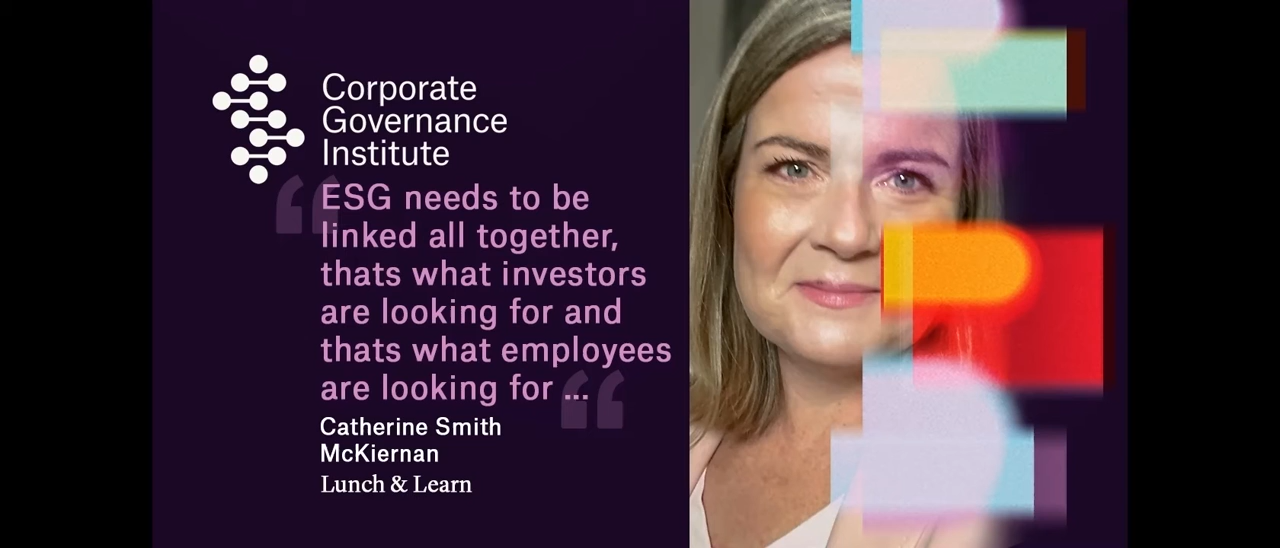 Corporate
Governance
Institute
“
ESG needs to be
linked all together,
thats what investors
are looking for and
thats what employees
are looking for ...
“
Catherine Smith
McKiernan
Lunch & Learn